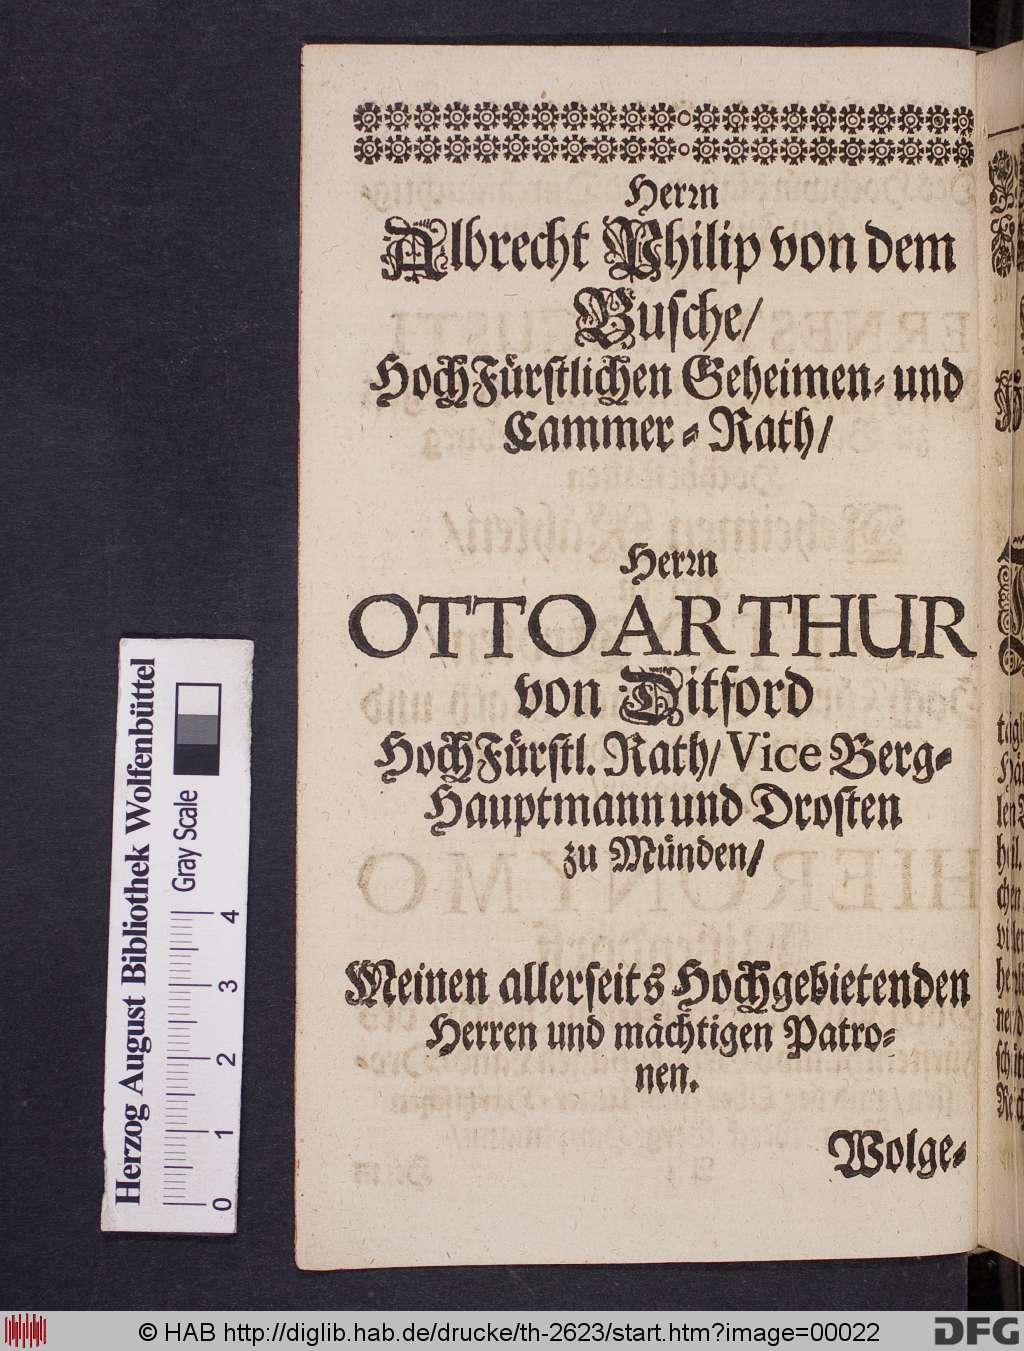 Herrn
Albrecht Philip von dem
Busche/
HochFürstlichen Geheimen- und
Cammer-Rath/
Herrn
OTTO ARTHUR
von Ditford
HochFürstl. Rath/ Vice Berg-
Hauptmann und Drosten
zu Münden/
Meinen allerseits Hochgebietenden
Herren und mächtigen Patro-
nen.
Wolge-
Herzog August Bibliothek Wolfenbüttel
Gray Scale
0 1 2 3 4
© HAB http://diglib.hab.de/drucke/th-2623/start.htm?image=00022
DFG